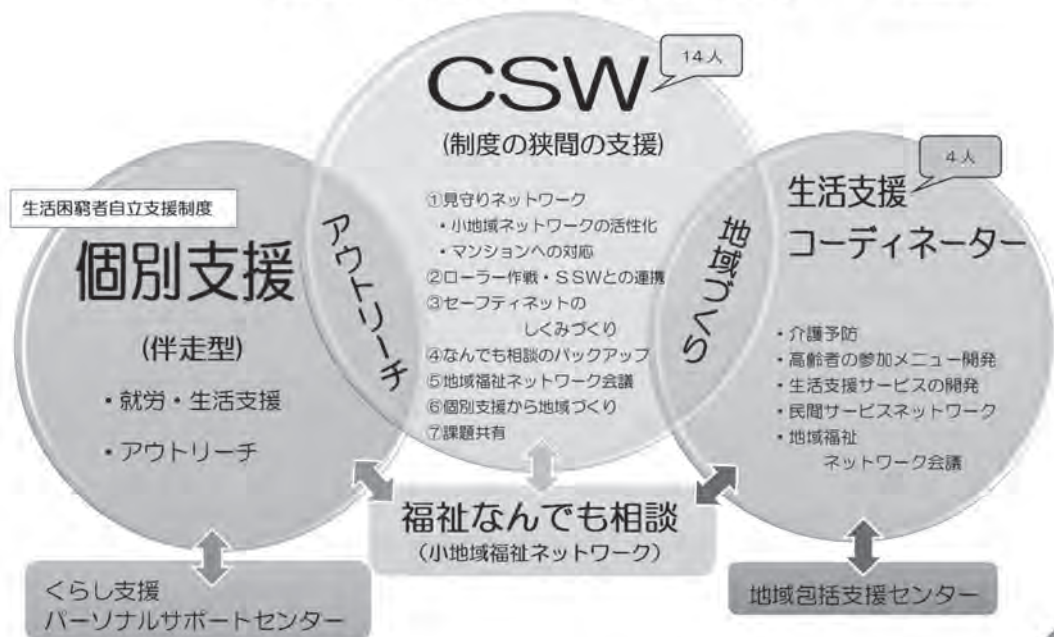 生活困窮者自立支援制度
個別支援
(伴走型)
・就労・生活支援
・アウトリーチ
アウトリーチ
14人
CSW
(制度の狭間の支援)
①見守りネットワーク
・小地域ネットワークの活性化
・マンションへの対応
②ローラー作戦・SSWとの連携
③セーフティネットの
しくみづくり
④なんでも相談のバックアップ
⑤地域福祉ネットワーク会議
⑥個別支援から地域づくり
⑦課題共有
地域づくり
4人
生活支援
コーディネーター
・介護予防
・高齢者の参加メニュー開発
・生活支援サービスの開発
・民間サービスネットワーク
・地域福祉
ネットワーク会議
福祉なんでも相談
(小地域福祉ネットワーク)
くらし支援
パーソナルサポートセンター
地域包括支援センター